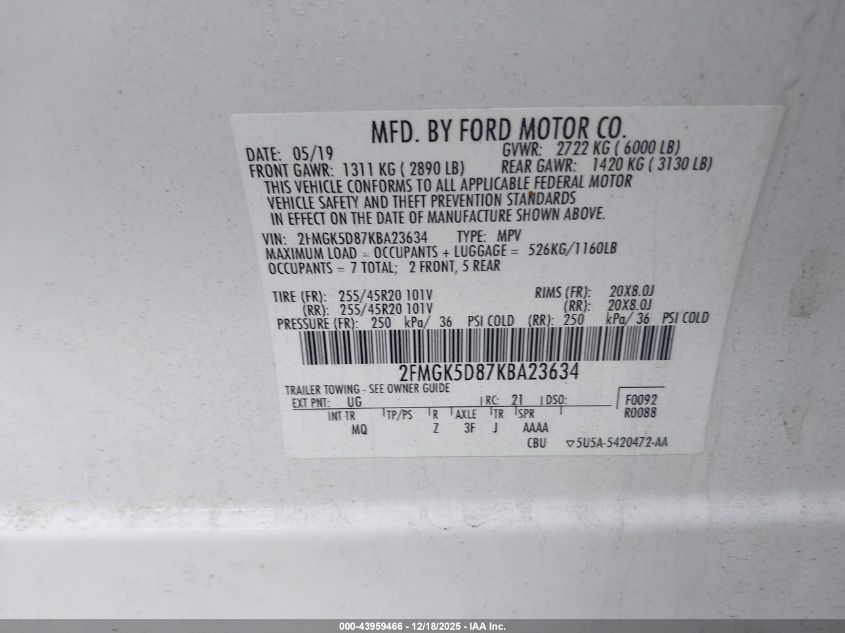 MFD. BY FORD MOTOR CO.
DATE: 05/19 GVWR: 2722 KG ( 6000 LB)
FRONT GAWR: 1311 KG ( 2890 LB) REAR GAWR: 1420 KG ( 3130 LB)
THIS VEHICLE CONFORMS TO ALL APPLICABLE FEDERAL MOTOR
VEHICLE SAFETY AND THEFT PREVENTION STANDARDS
IN EFFECT ON THE DATE OF MANUFACTURE SHOWN ABOVE.
VIN: 2FMGK5D87KBA23634 TYPE: MPV
MAXIMUM LOAD = OCCUPANTS + LUGGAGE = 526KG/1160LB
OCCUPANTS = 7 TOTAL; 2 FRONT, 5 REAR
TIRE (FR): 255/45R20 101V RIMS (FR): 20X8.0J
(RR): 255/45R20 101V (RR): 20X8.0J
PRESSURE (FR): 250 kPa/ 36 PSI COLD (RR): 250 kPa/ 36 PSI COLD
2FMGK5D87KBA23634
TRAILER TOWING - SEE OWNER GUIDE
EXT PNT: UG RC: 21 DSO: F0092
INT TR TP/PS R AXLE TR SPR R0088
MQ Z 3F J AAAA
CBU ▽5U5A-5420472-AA
000-43959466 - 12/18/2025 - IAA Inc.